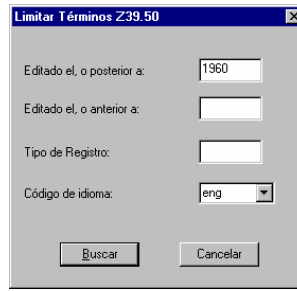 Limitar Términos Z39.50
Editado el, o posterior a: 1960
Editado el, o anterior a:
Tipo de Registro:
Código de idioma: eng
Buscar Cancelar